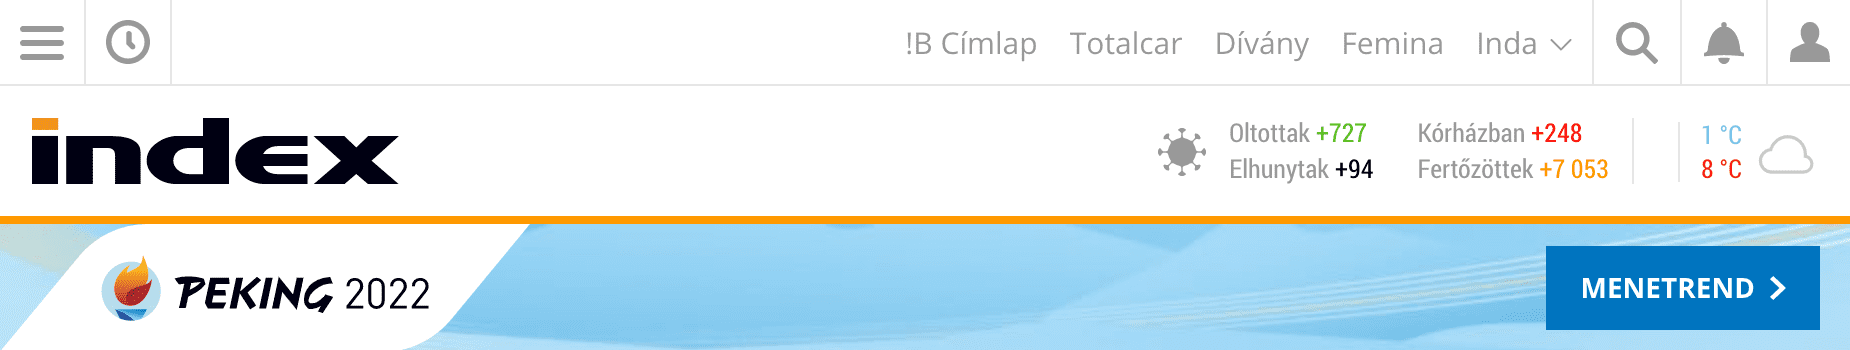 !B Címlap Totalcar Dívány Femina Inda
index
Oltottak +727 Kórházban +248 1 °C
Elhunytak +94 Fertőzöttek +7 053 8 °C
PEKING 2022
MENETREND